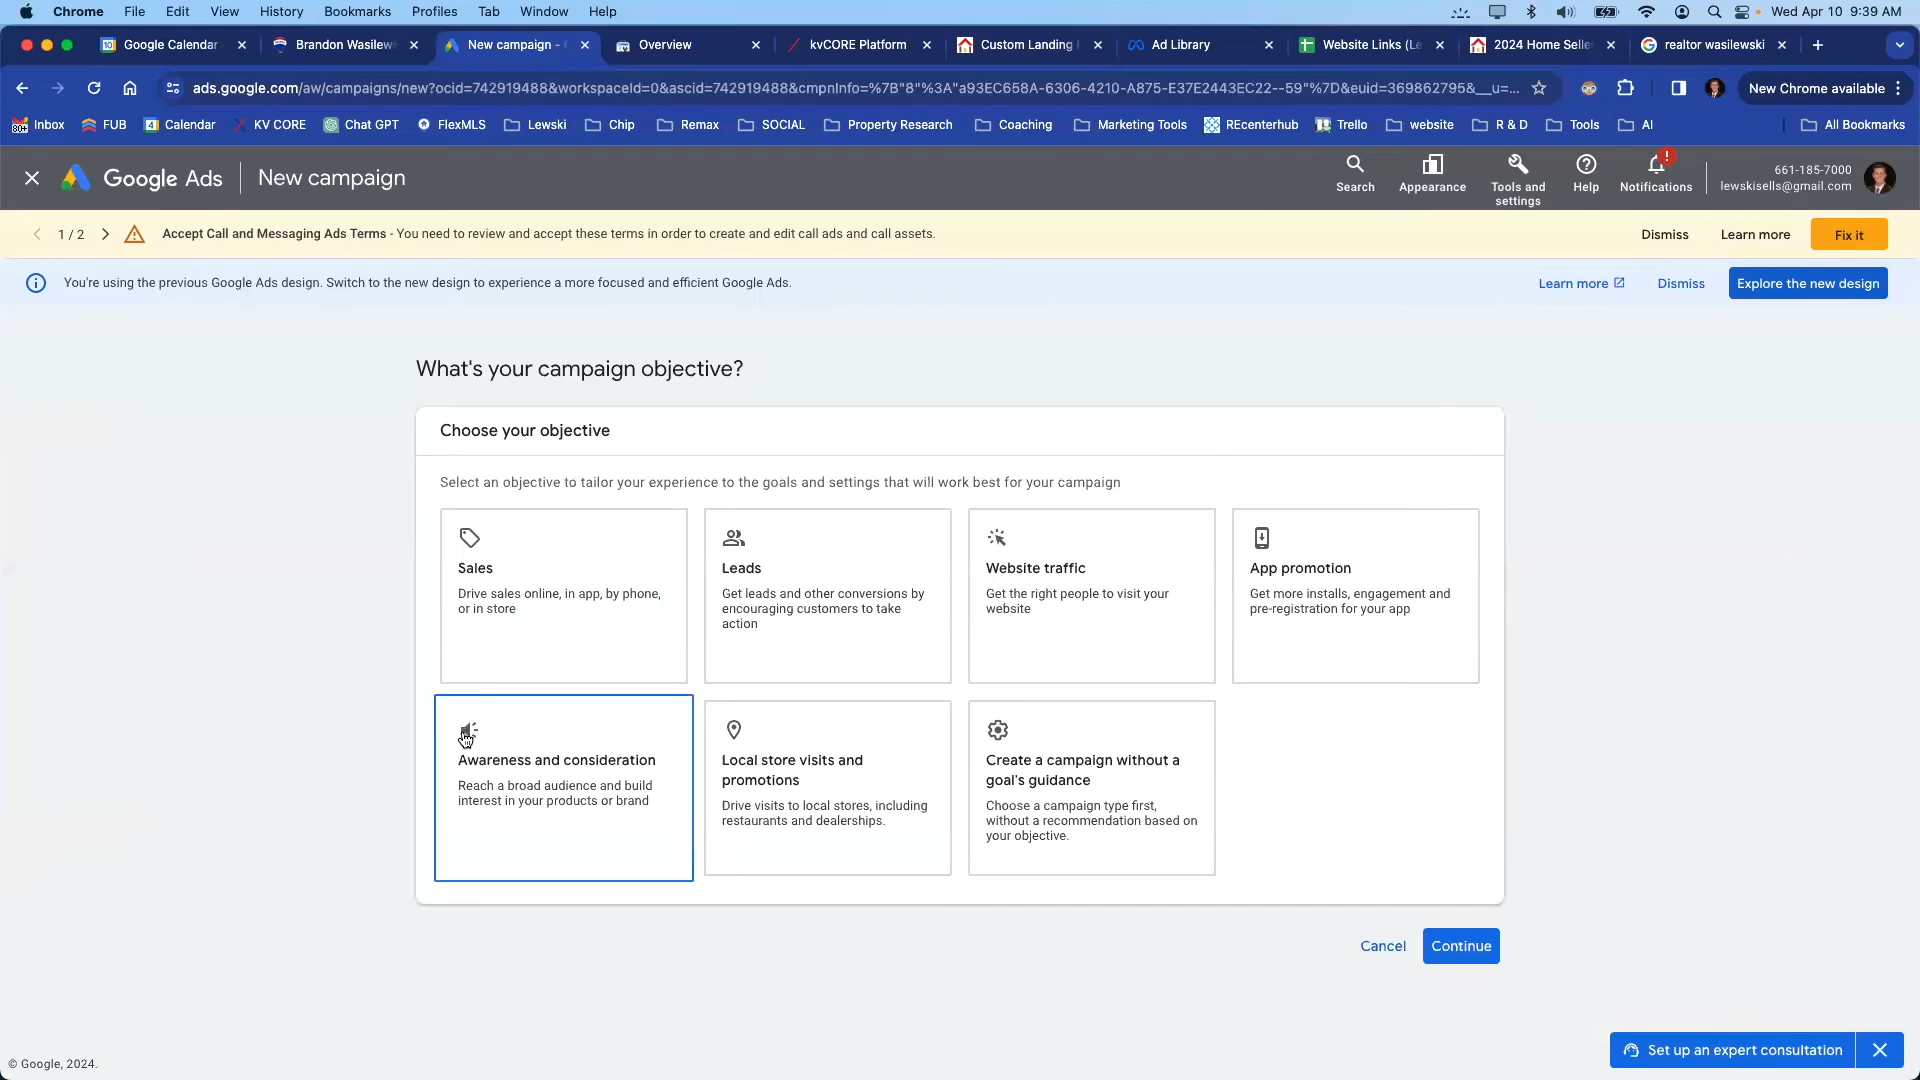 Chrome File Edit View History Bookmarks Profiles Tab Window Help Wed Apr 10 9:39 AM
10 Google Calendar Brandon Wasilew New campaign - Overview kvCORE Platform Custom Landing Ad Library Website Links (Le 2024 Home Selle realtor wasilewski
ads.google.com/aw/campaigns/new?ocid=742919488&workspaceId=0&ascid=742919488&cmpnInfo=%7B"8"%3A"a93EC658A-6306-4210-A875-E37E2443EC22--59"%7D&euid=369862795&__u=... New Chrome available
80+ Inbox FUB 4 Calendar KV CORE Chat GPT FlexMLS Lewski Chip Remax SOCIAL Property Research Coaching Marketing Tools REcenterhub Trello website R & D Tools AI All Bookmarks
Google Ads New campaign
Search Appearance Tools and settings Help ! Notifications
661-185-7000
lewskisells@gmail.com
1 / 2 Accept Call and Messaging Ads Terms - You need to review and accept these terms in order to create and edit call ads and call assets. Dismiss Learn more Fix it
You're using the previous Google Ads design. Switch to the new design to experience a more focused and efficient Google Ads. Learn more Dismiss Explore the new design
What's your campaign objective?
Choose your objective
Select an objective to tailor your experience to the goals and settings that will work best for your campaign
Sales
Drive sales online, in app, by phone,
or in store
Leads
Get leads and other conversions by
encouraging customers to take
action
Website traffic
Get the right people to visit your
website
App promotion
Get more installs, engagement and
pre-registration for your app
Awareness and consideration
Reach a broad audience and build
interest in your products or brand
Local store visits and
promotions
Drive visits to local stores, including
restaurants and dealerships.
Create a campaign without a
goal's guidance
Choose a campaign type first,
without a recommendation based on
your objective.
Cancel Continue
Set up an expert consultation
© Google, 2024.